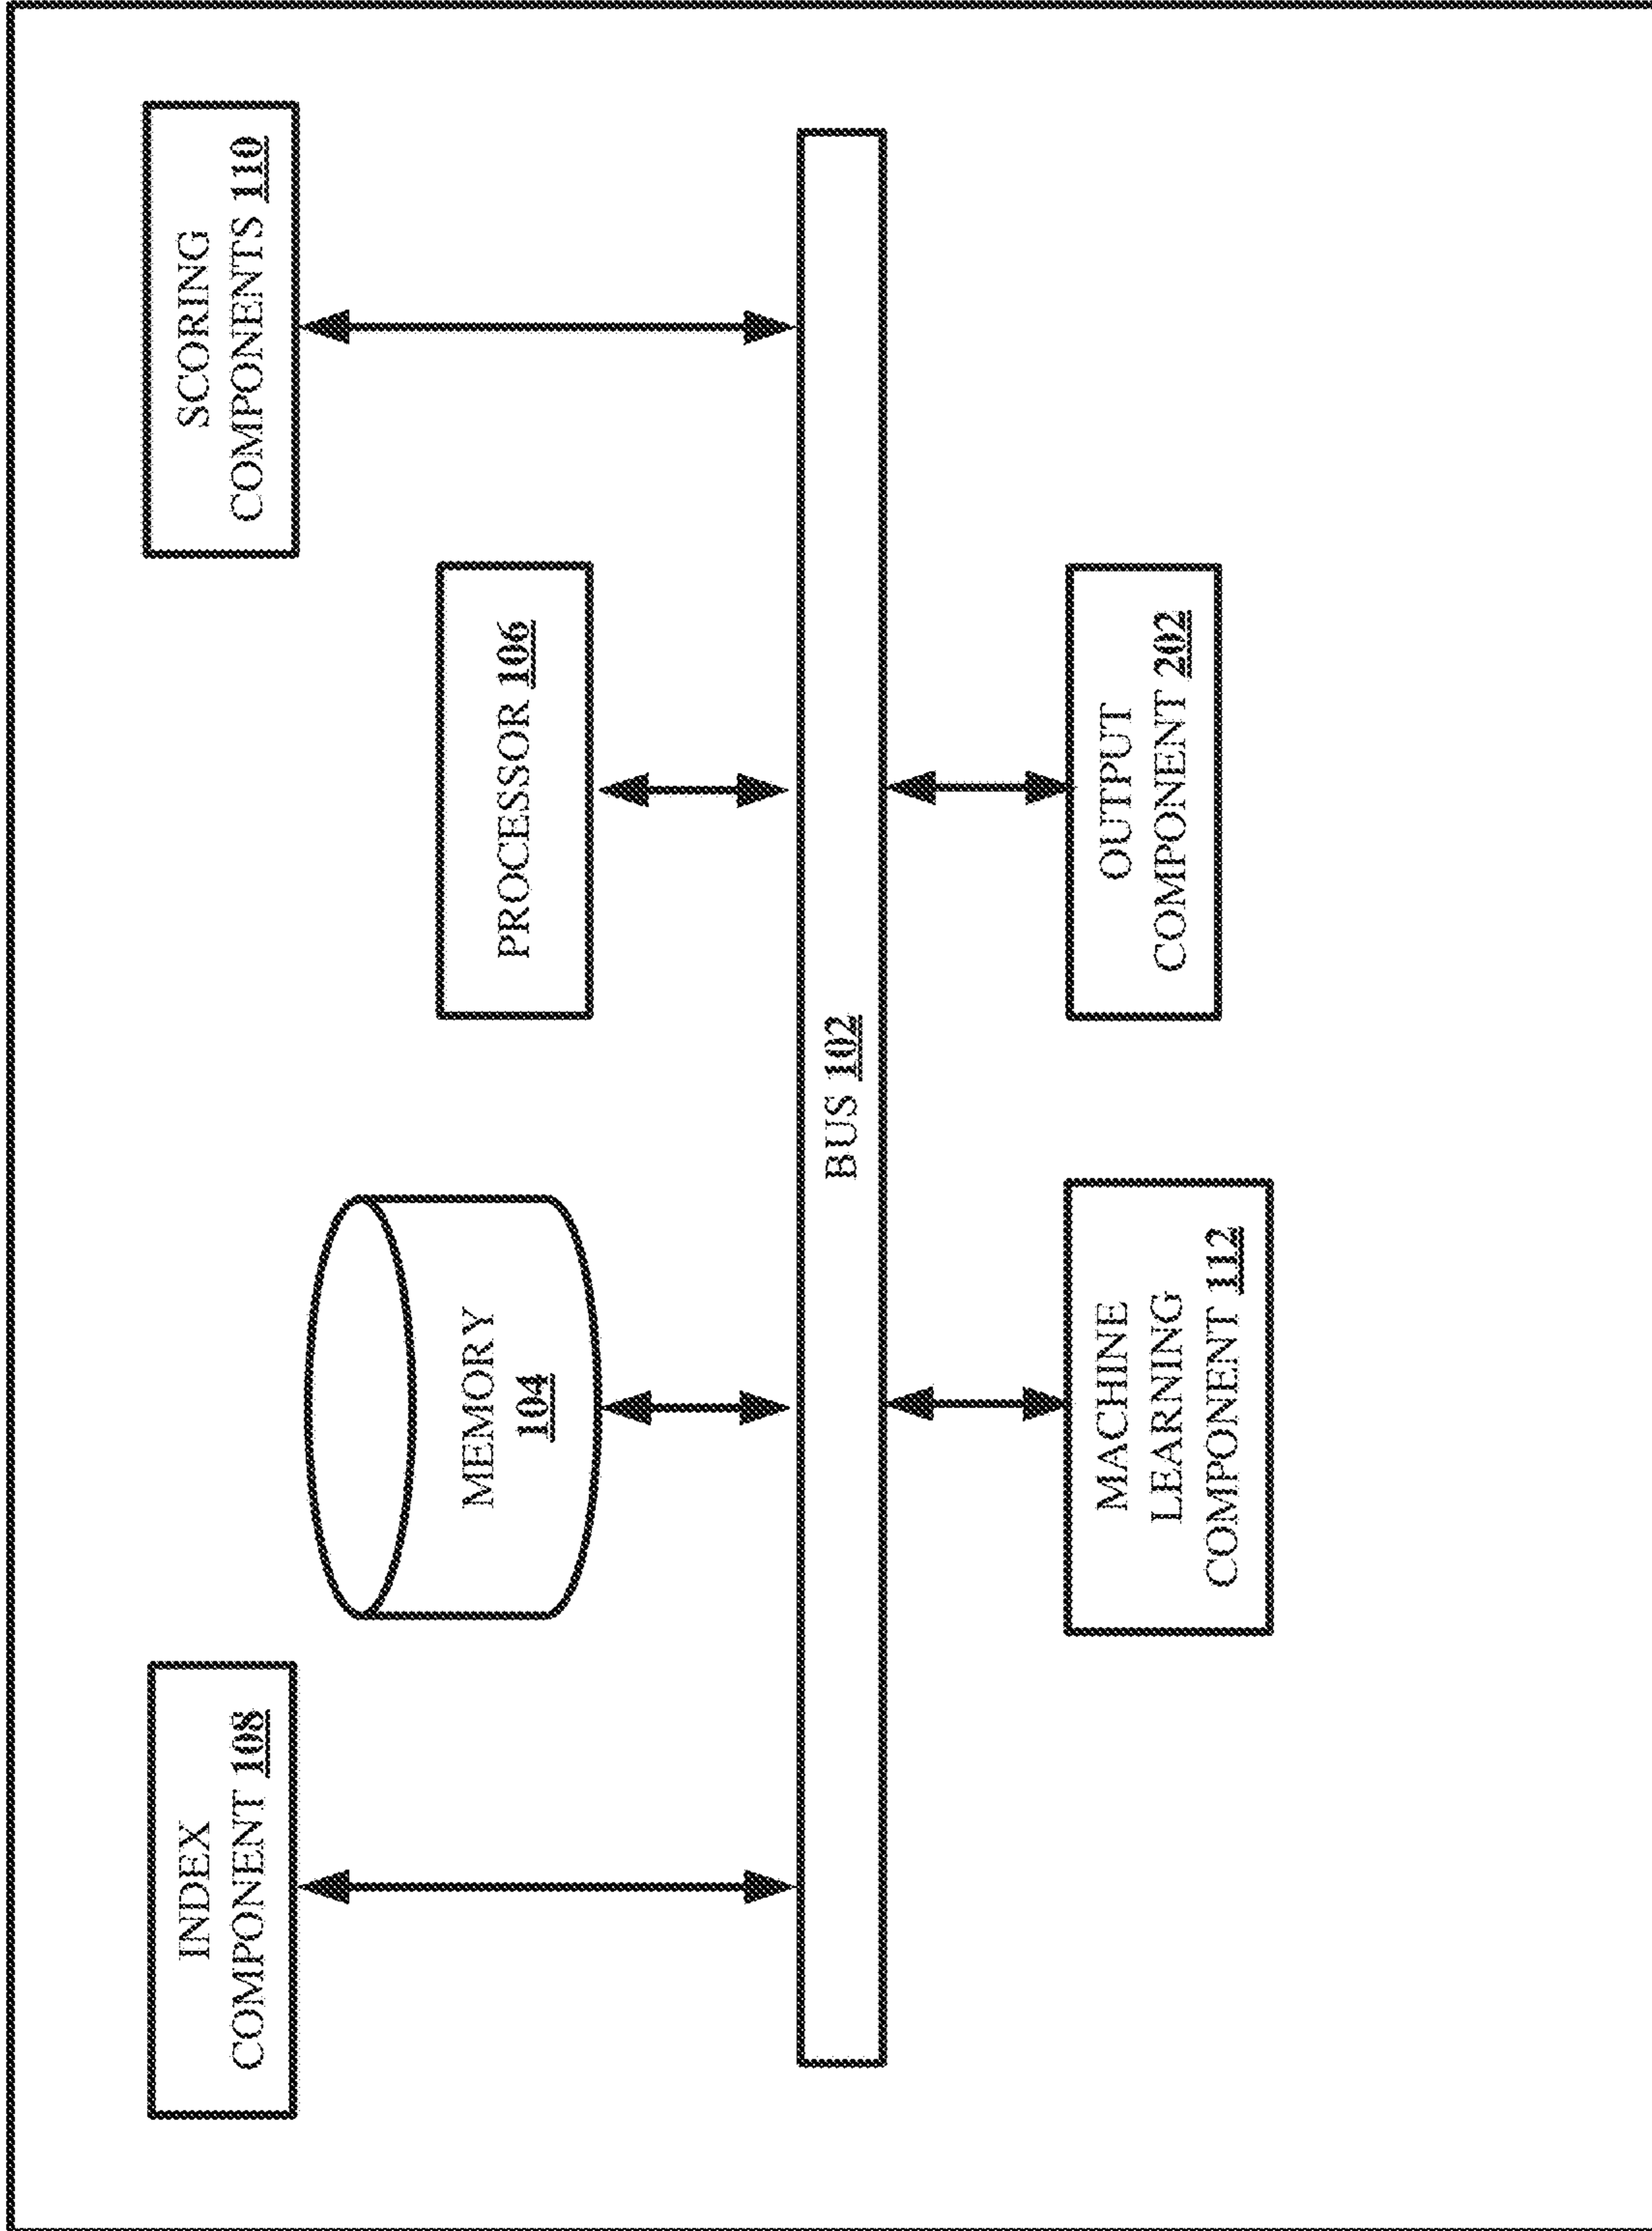 INDEX
COMPONENT 108
MEMORY
104
PROCESSOR 106
SCORING
COMPONENTS 110
BUS 102
MACHINE
LEARNING
COMPONENT 112
OUTPUT
COMPONENT 202